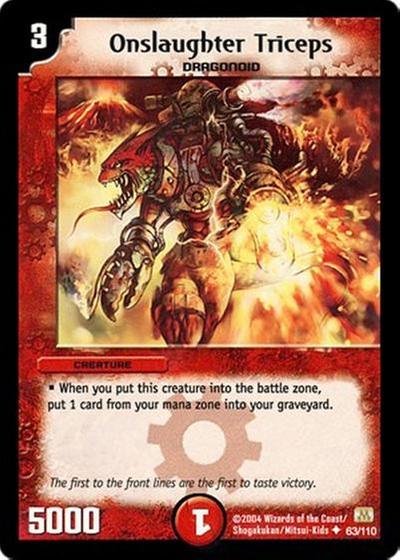 3
Onslaughter Triceps
DRAGONOID
CREATURE
▪ When you put this creature into the battle zone,
put 1 card from your mana zone into your graveyard.
The first to the front lines are the first to taste victory.
5000
1
©2004 Wizards of the Coast/
Shogakukan/Mitsui-Kids ♦ 63/110